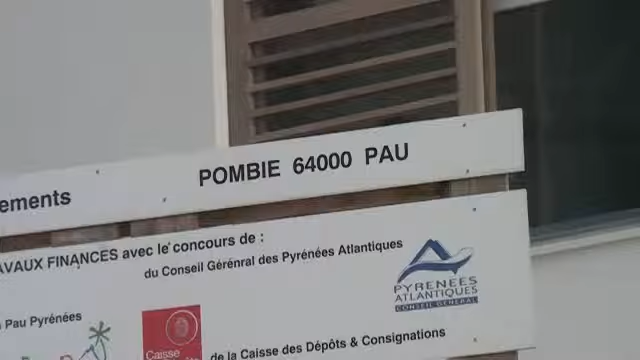 POMBIE 64000 PAU
ements
AVAUX FINANCES avec le concours de :
du Conseil Gérénral des Pyrénées Atlantiques
PYRENEES
ATLANTIQUES
CONSEIL GENERAL
Pau Pyrénées
Caisse
de la Caisse des Dépôts & Consignations